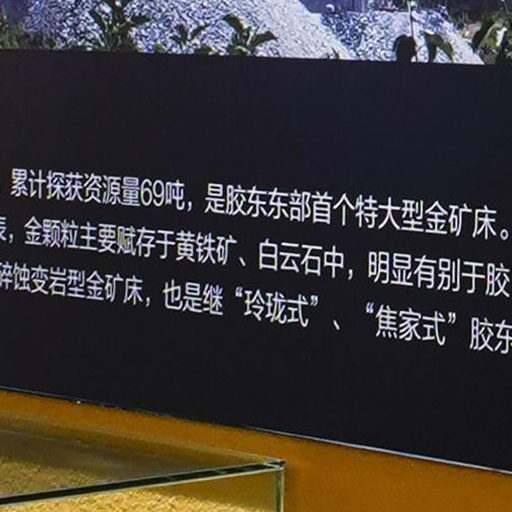 累计探获资源量69吨，是胶东东部首个特大型金矿床。
，金颗粒主要赋存于黄铁矿、白云石中，明显有别于胶
碎蚀变岩型金矿床，也是继“玲珑式”、“焦家式”胶东